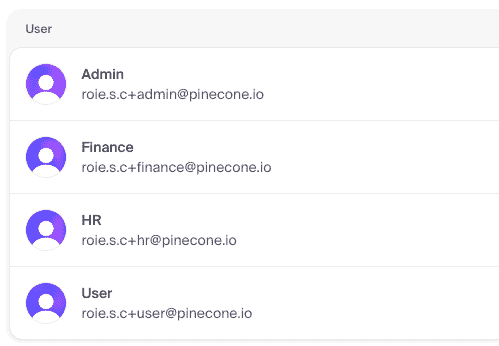 User
Admin
roie.s.c+admin@pinecone.io
Finance
roie.s.c+finance@pinecone.io
HR
roie.s.c+hr@pinecone.io
User
roie.s.c+user@pinecone.io